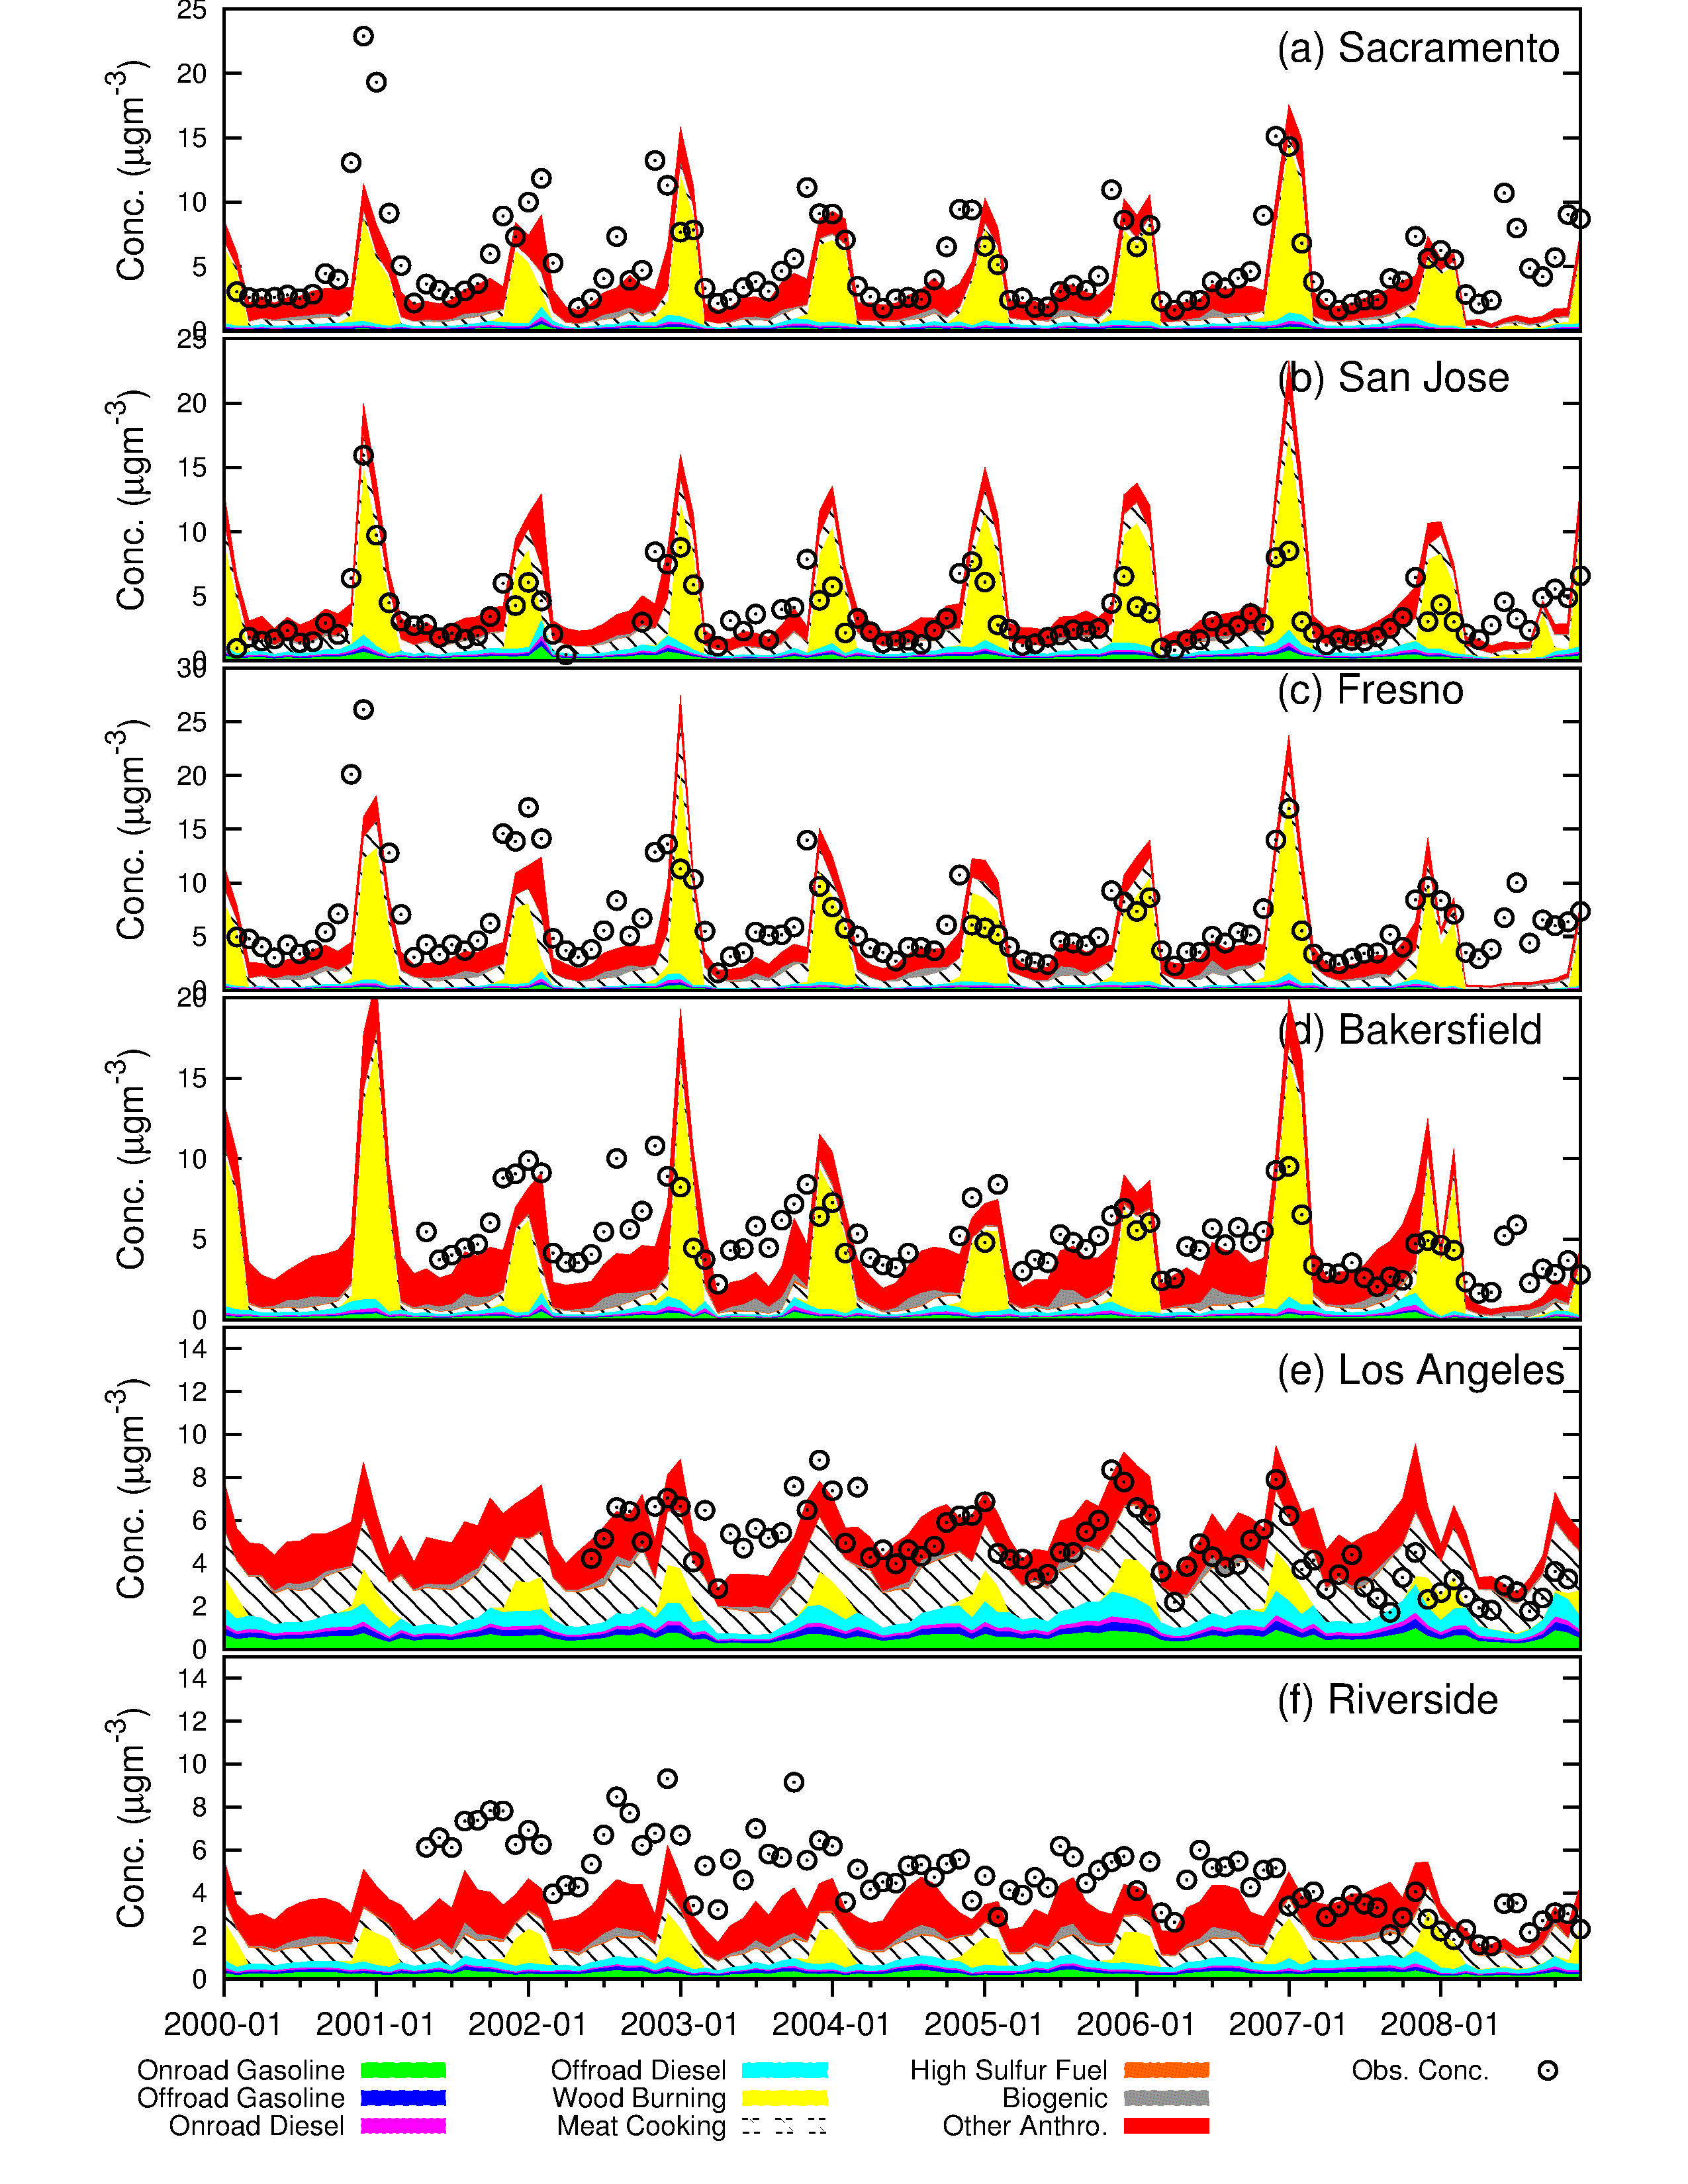 25
(a) Sacramento
20
15
10
5
0
Conc. (µgm-3)
25
(b) San Jose
20
15
10
5
0
Conc. (µgm-3)
30
(c) Fresno
25
20
15
10
5
0
Conc. (µgm-3)
20
(d) Bakersfield
15
10
5
0
Conc. (µgm-3)
14
(e) Los Angeles
12
10
8
6
4
2
0
Conc. (µgm-3)
14
(f) Riverside
12
10
8
6
4
2
0
Conc. (µgm-3)
2000-01 2001-01 2002-01 2003-01 2004-01 2005-01 2006-01 2007-01 2008-01
Onroad Gasoline Offroad Diesel High Sulfur Fuel Obs. Conc.
Offroad Gasoline Wood Burning Biogenic
Onroad Diesel Meat Cooking Other Anthro.